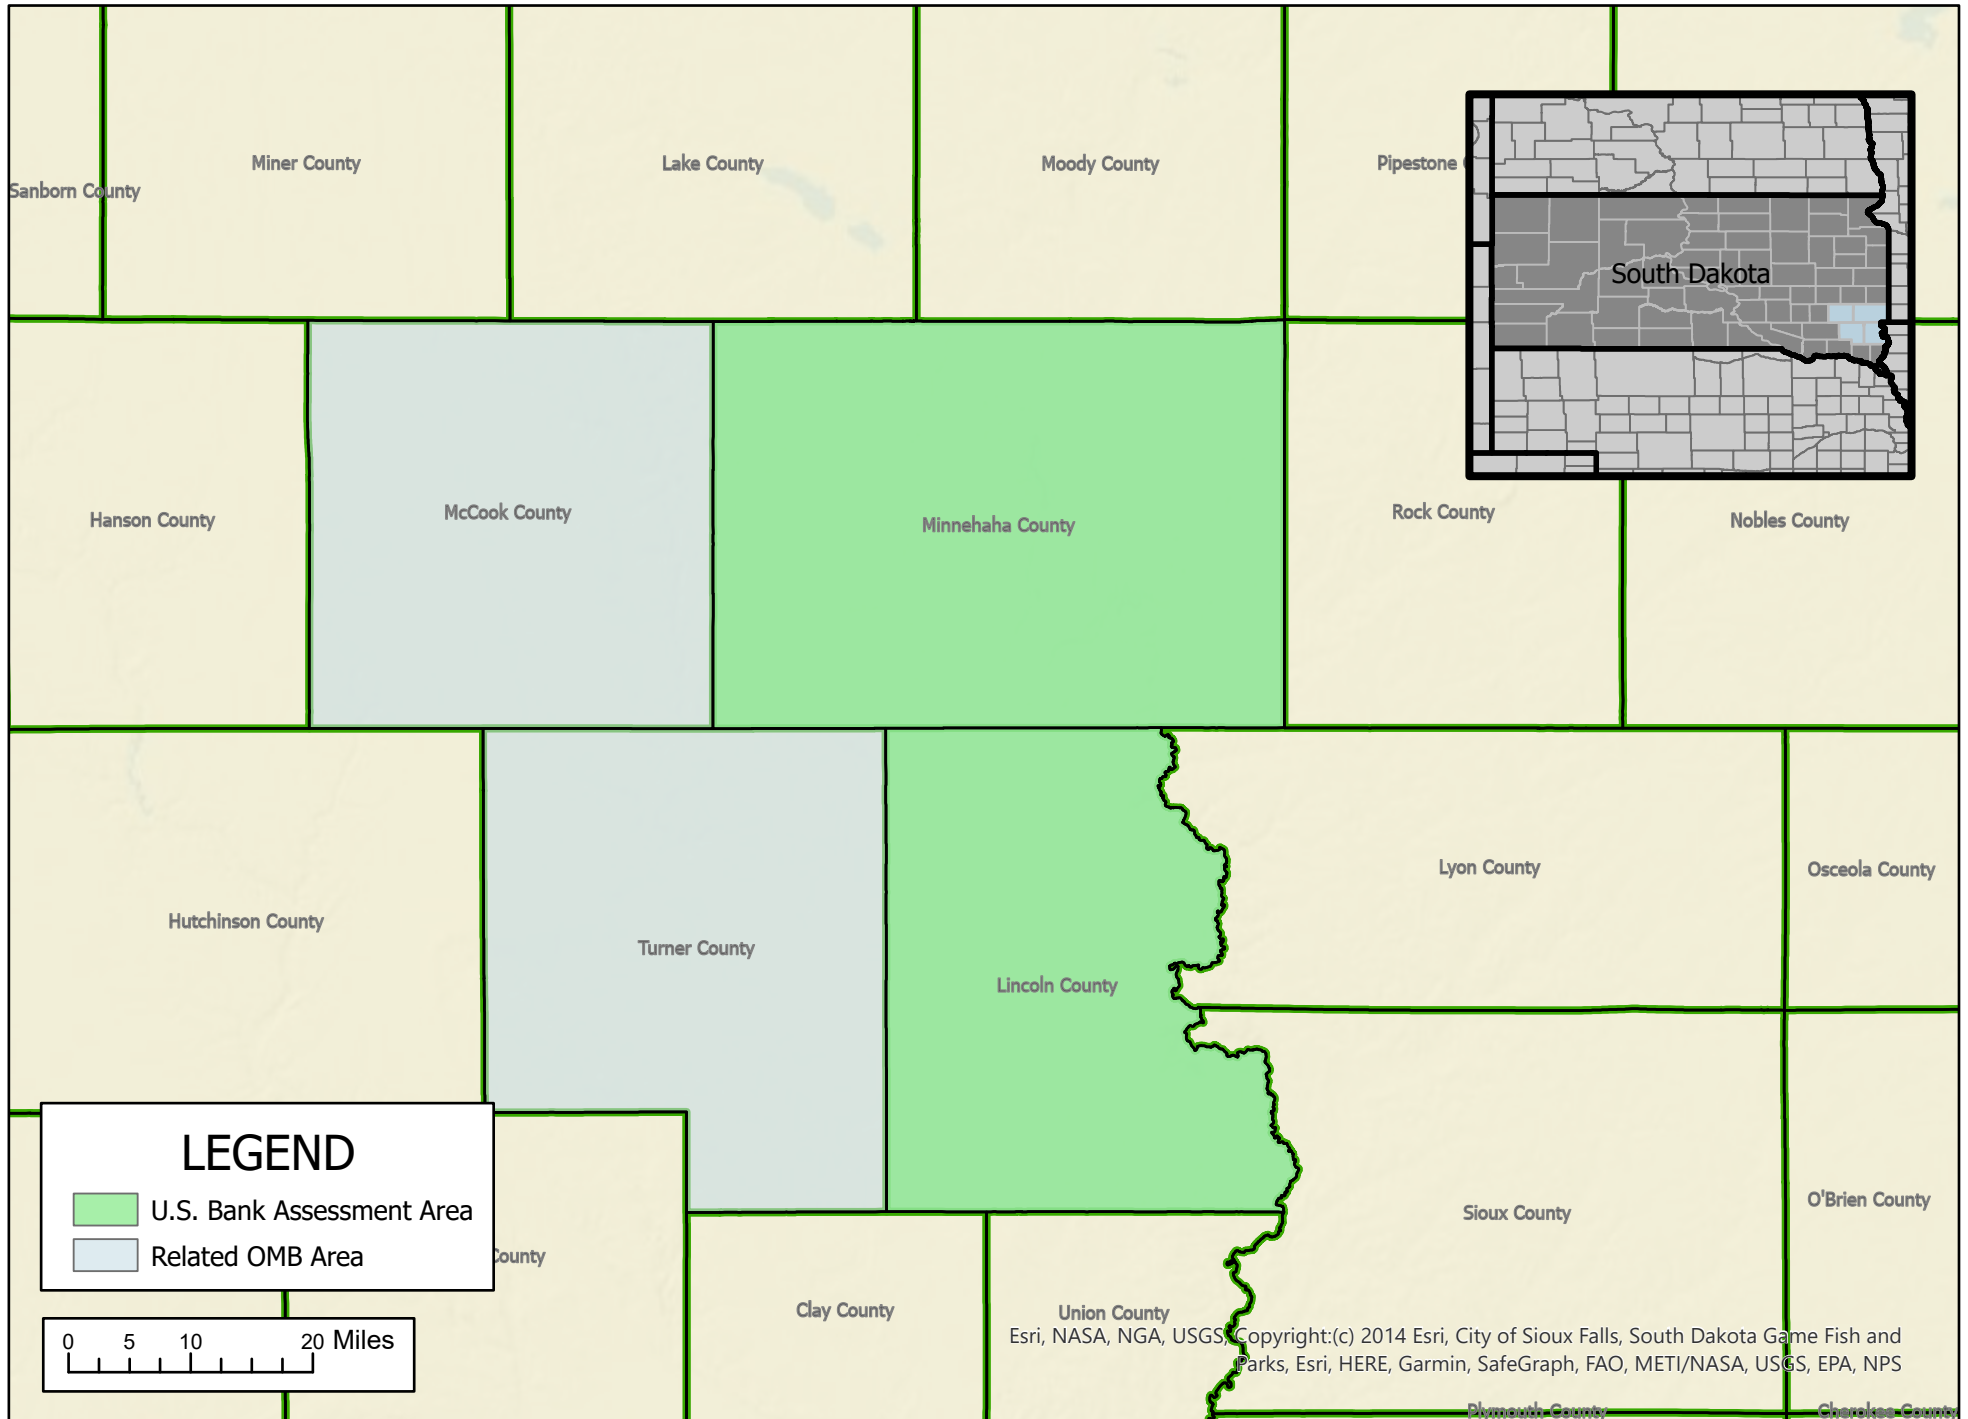 Miner County
Lake County
Moody County
Pipestone
Sanborn County
South Dakota
McCook County
Rock County
Hanson County
Minnehaha County
Nobles County
Lyon County
Osceola County
Hutchinson County
Turner County
Lincoln County
LEGEND
U.S. Bank Assessment Area
Related OMB Area
County
Sioux County
O'Brien County
Clay County
Union County
0 5 10 20 Miles
Esri, NASA, NGA, USGS, Copyright:(c) 2014 Esri, City of Sioux Falls, South Dakota Game Fish and
Parks, Esri, HERE, Garmin, SafeGraph, FAO, METI/NASA, USGS, EPA, NPS
Plymouth County
Cherokee County